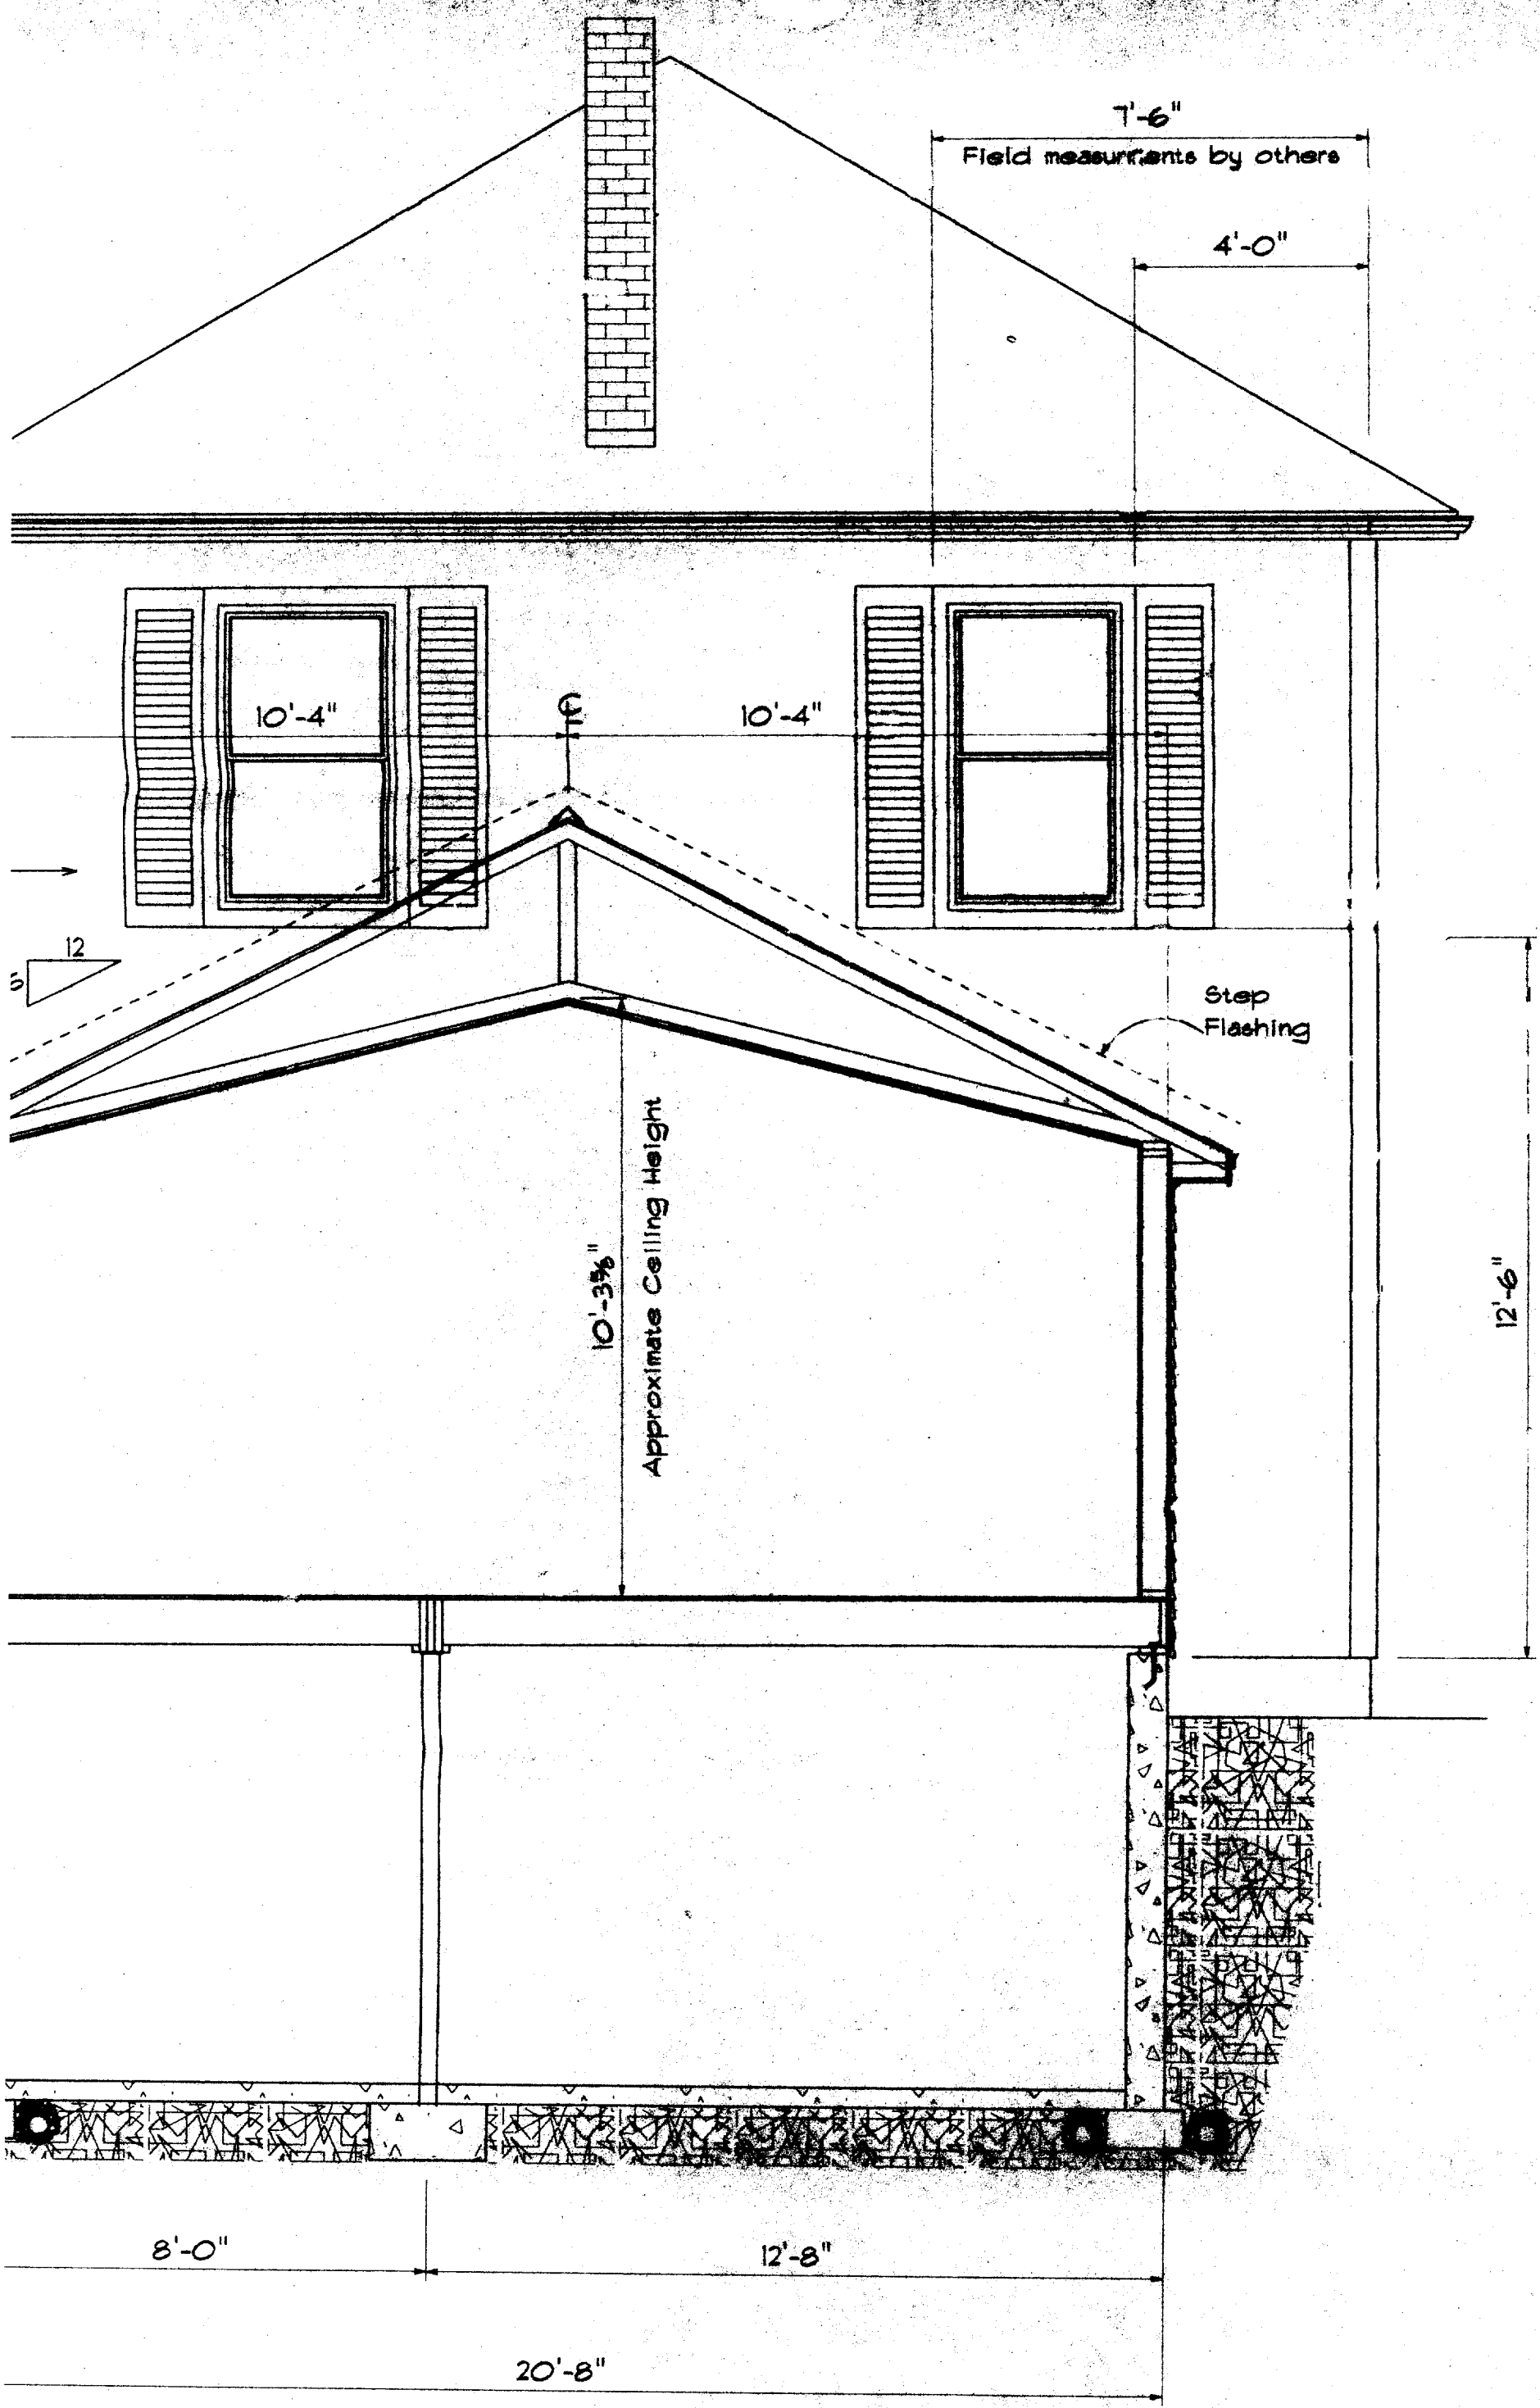 7'-6"
Field measurments by others
4'-0"
10'-4"
℄
10'-4"
12
Step
Flashing
10'-3⅝"
Approximate Ceiling Height
12'-6"
8'-0"
12'-8"
20'-8"